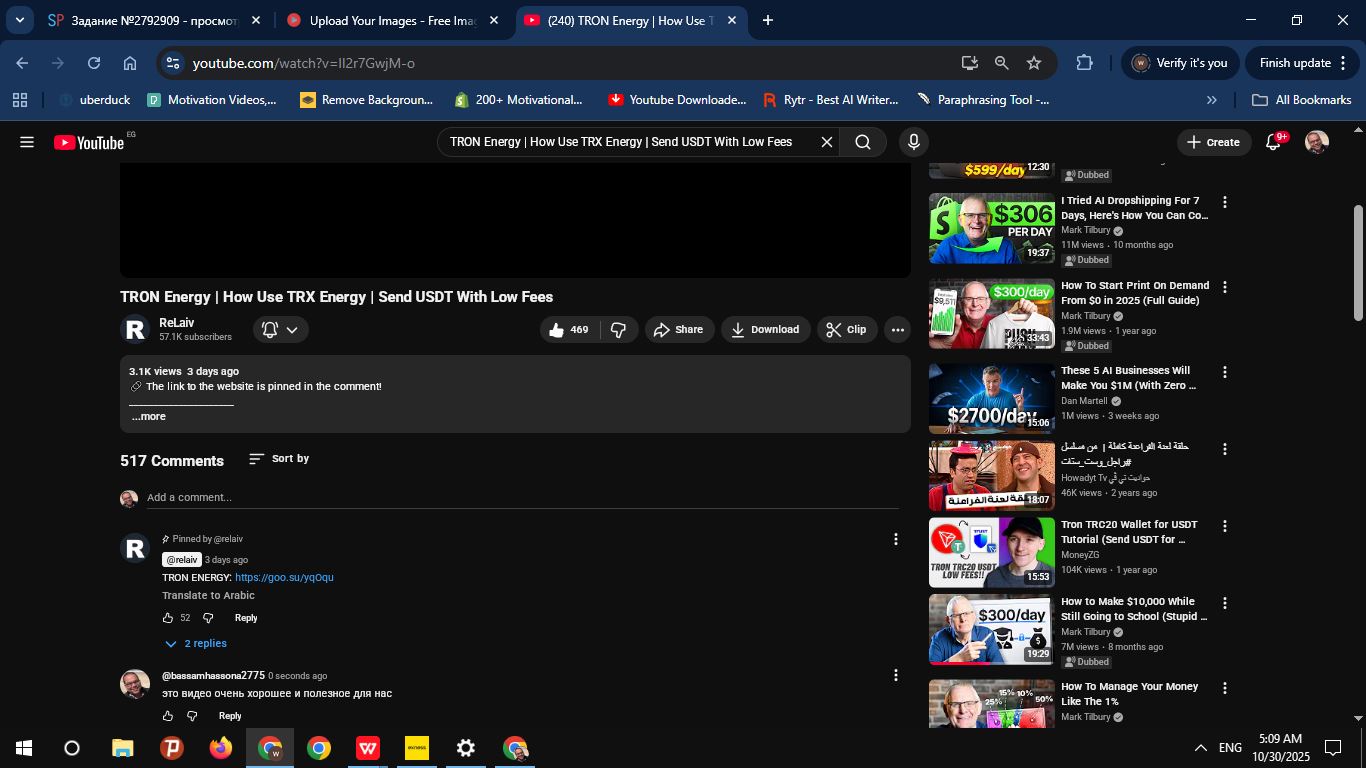 Задание №2792909 - просмот
Upload Your Images - Free Ima
(240) TRON Energy | How Use T
youtube.com/watch?v=lI2r7GwjM-o
Verify it's you
Finish update
uberduck
Motivation Videos,...
Remove Backgroun...
200+ Motivational...
Youtube Downloade...
Rytr - Best AI Writer...
Paraphrasing Tool -...
All Bookmarks
YouTube EG
TRON Energy | How Use TRX Energy | Send USDT With Low Fees
Create
9+
TRON Energy | How Use TRX Energy | Send USDT With Low Fees
ReLaiv
57.1K subscribers
469
Share
Download
Clip
3.1K views 3 days ago
The link to the website is pinned in the comment!
______________________
...more
517 Comments
Sort by
Add a comment...
Pinned by @relaiv
@relaiv 3 days ago
TRON ENERGY: https://goo.su/yqOqu
Translate to Arabic
52
Reply
2 replies
@bassamhassona2775 0 seconds ago
это видео очень хорошее и полезное для нас
Reply
$599/day
12:30
Dubbed
$306
PER DAY
19:37
I Tried AI Dropshipping For 7
Days, Here's How You Can Co...
Mark Tilbury
11M views · 10 months ago
Dubbed
$9,511
$300/day
33:43
How To Start Print On Demand
From $0 in 2025 (Full Guide)
Mark Tilbury
1.9M views · 1 year ago
Dubbed
$2700/day
15:06
These 5 AI Businesses Will
Make You $1M (With Zero ...
Dan Martell
1M views · 3 weeks ago
18:07
حلقة لعنة الفراعنة كاملة | من مسلسل
#راجل_وست_ستات
Howadyt Tv حواديت تي في
46K views · 2 years ago
TRON TRC20 USDT
LOW FEES!!
15:53
Tron TRC20 Wallet for USDT
Tutorial (Send USDT for ...
MoneyZG
104K views · 1 year ago
$300/day
19:29
How to Make $10,000 While
Still Going to School (Stupid ...
Mark Tilbury
7M views · 8 months ago
Dubbed
25% 15% 10% 50%
How To Manage Your Money
Like The 1%
Mark Tilbury
exness
ENG
5:09 AM
10/30/2025